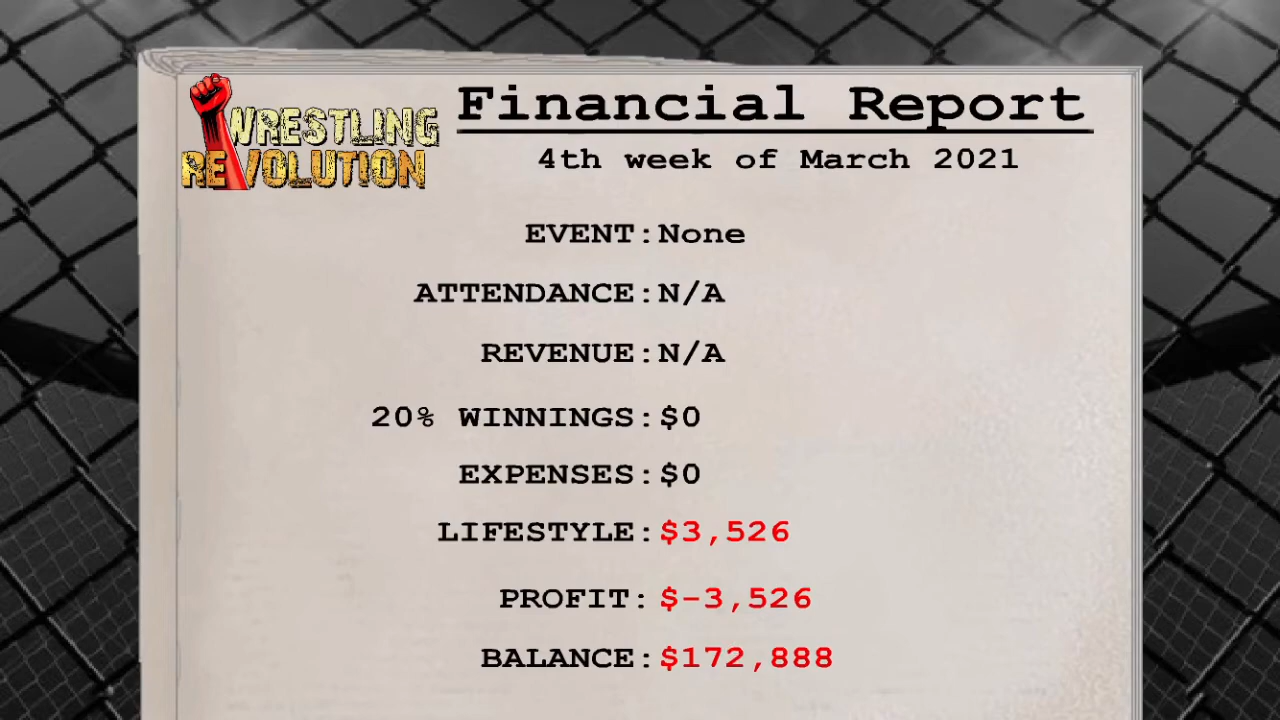 WRESTLING
REVOLUTION
Financial Report
4th week of March 2021
EVENT: None
ATTENDANCE: N/A
REVENUE: N/A
20% WINNINGS: $0
EXPENSES: $0
LIFESTYLE: $3,526
PROFIT: $-3,526
BALANCE: $172,888